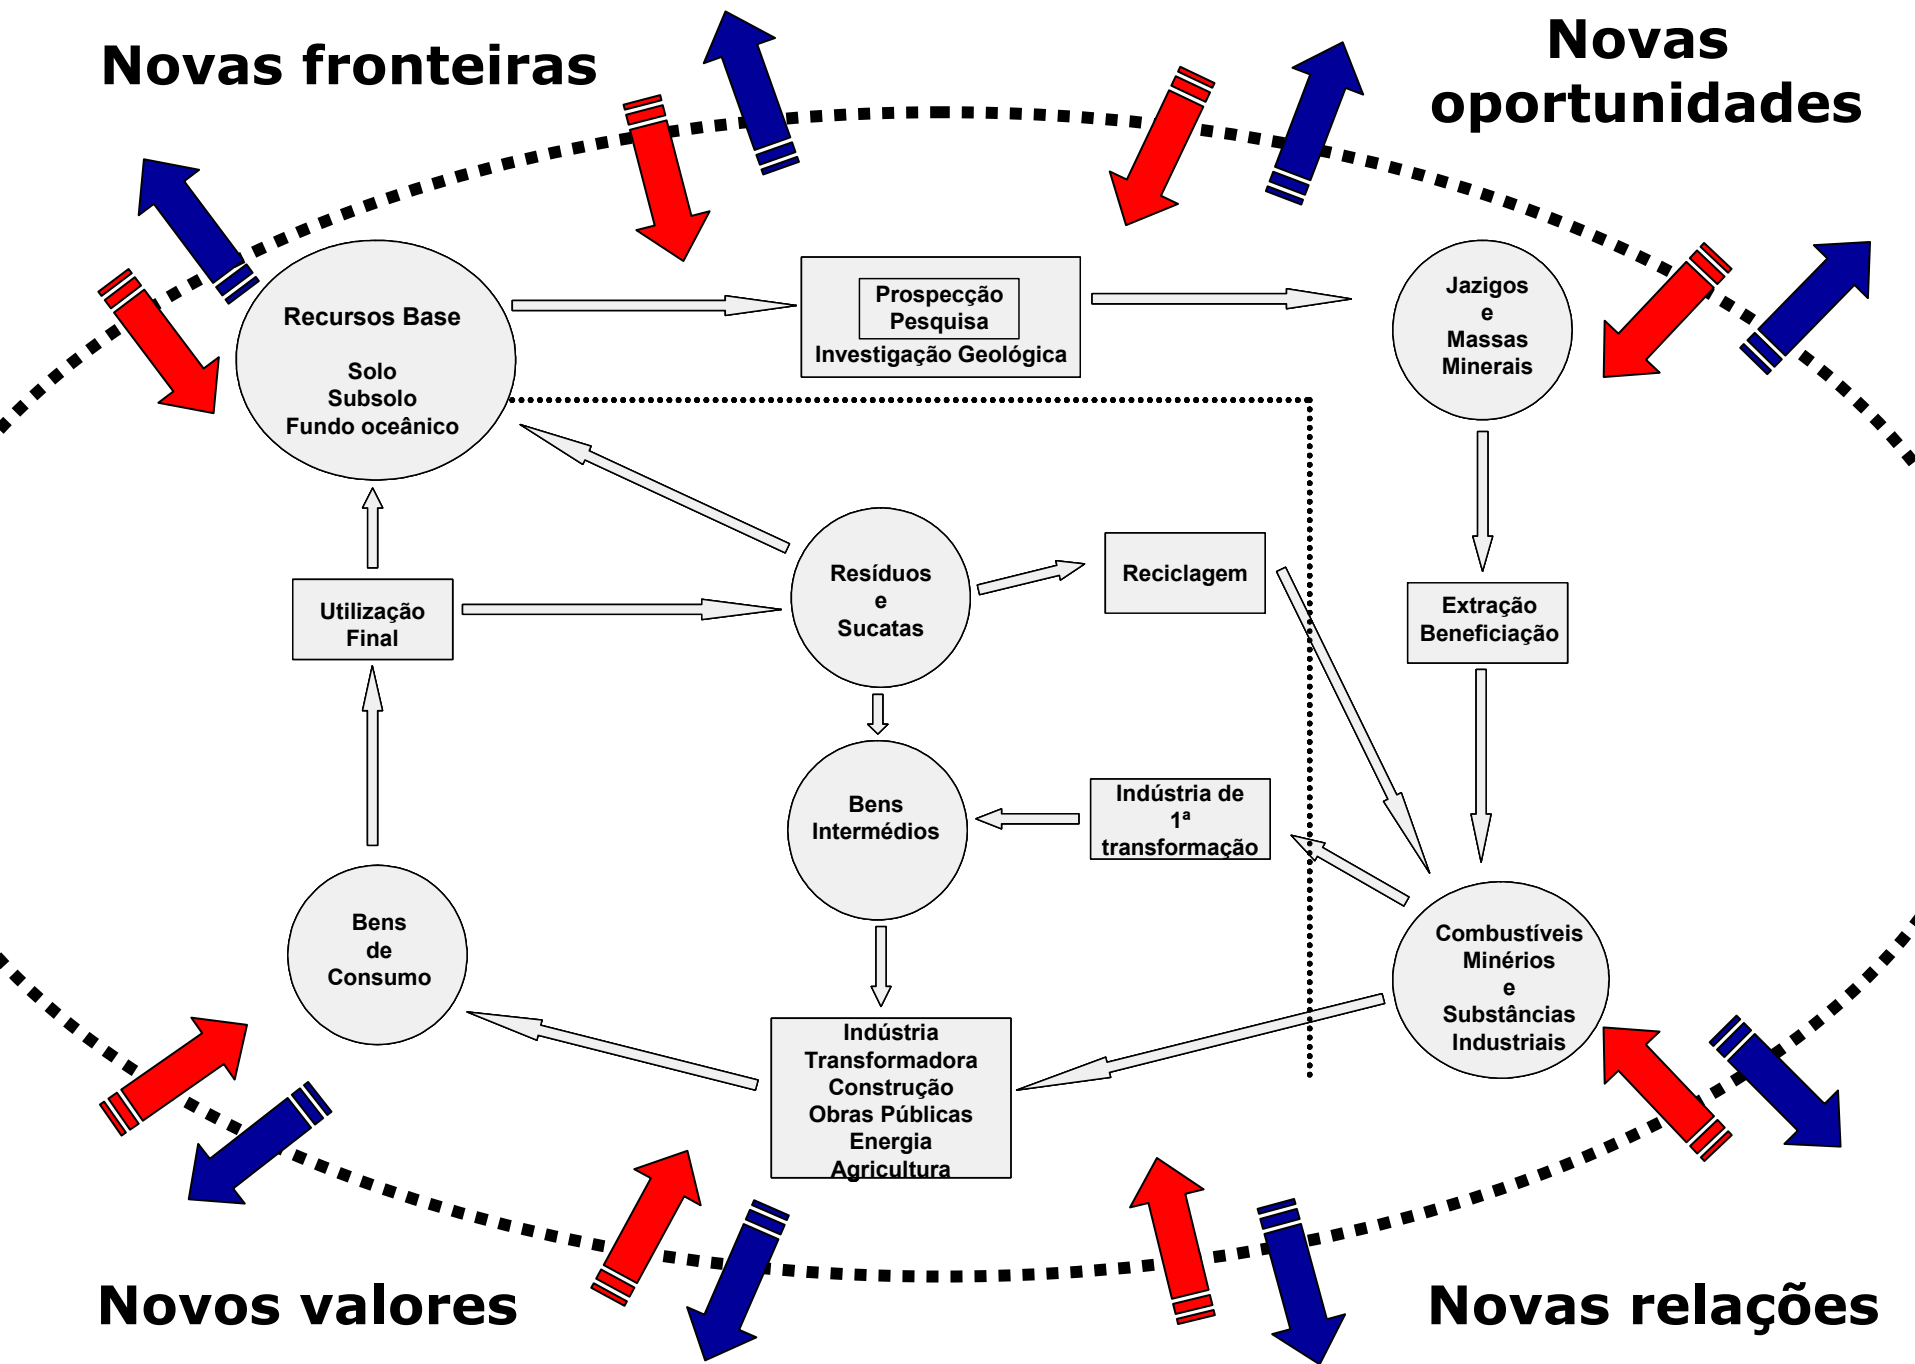 Novas fronteiras
Novas
oportunidades
Recursos Base
Solo
Subsolo
Fundo oceânico
Prospecção
Pesquisa
Investigação Geológica
Jazigos
e
Massas
Minerais
Utilização
Final
Resíduos
e
Sucatas
Reciclagem
Extração
Beneficiação
Bens
Intermédios
Indústria de
1ª
transformação
Bens
de
Consumo
Combustíveis
Minérios
e
Substâncias
Industriais
Indústria
Transformadora
Construção
Obras Públicas
Energia
Agricultura
Novos valores
Novas relações